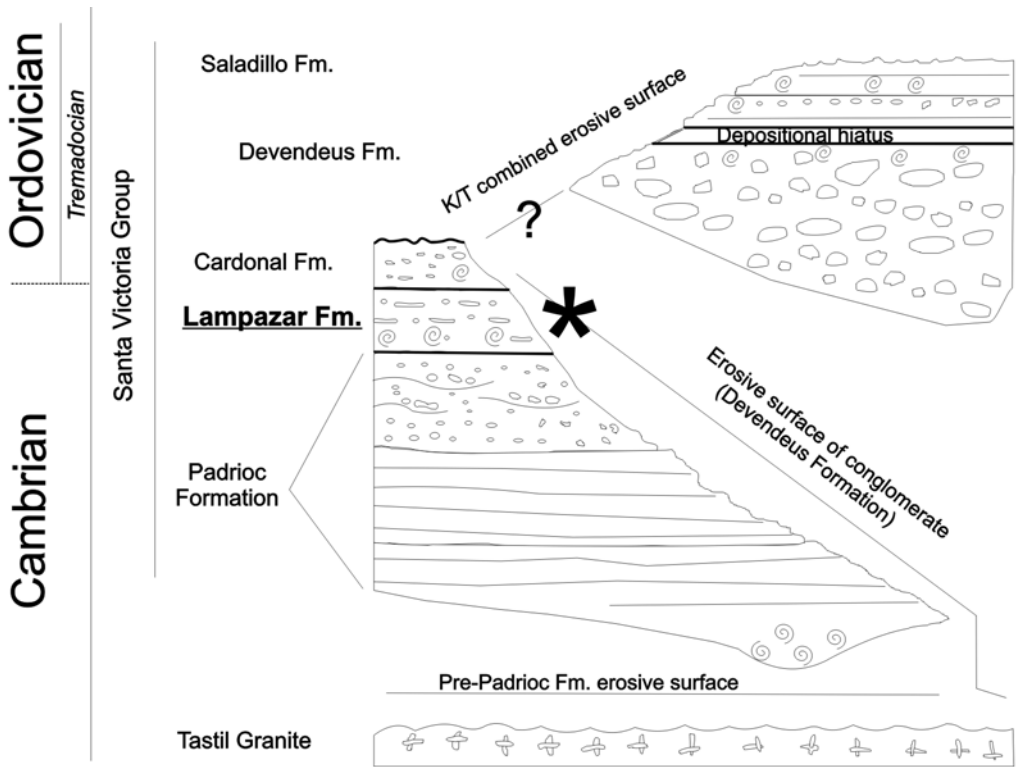 Ordovician
Tremadocian
Cambrian
Santa Victoria Group
Saladillo Fm.
Devendeus Fm.
Cardonal Fm.
Lampazar Fm.
Padrioc
Formation
Tastil Granite
K/T combined erosive surface
?
Depositional hiatus
*
Erosive surface of conglomerate
(Devendeus Formation)
Pre-Padrioc Fm. erosive surface